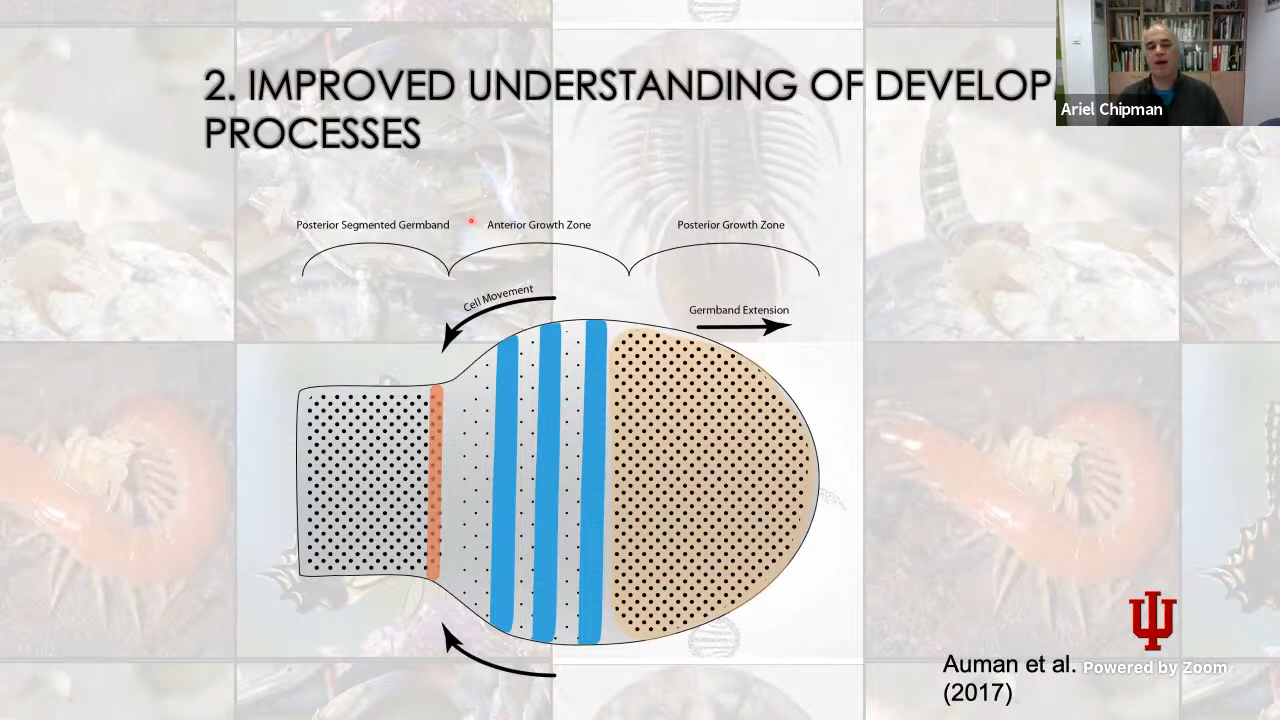 2. IMPROVED UNDERSTANDING OF DEVELOP
PROCESSES
Ariel Chipman
Posterior Segmented Germband
Anterior Growth Zone
Posterior Growth Zone
Cell Movement
Germband Extension
Auman et al.
(2017)
Powered by Zoom